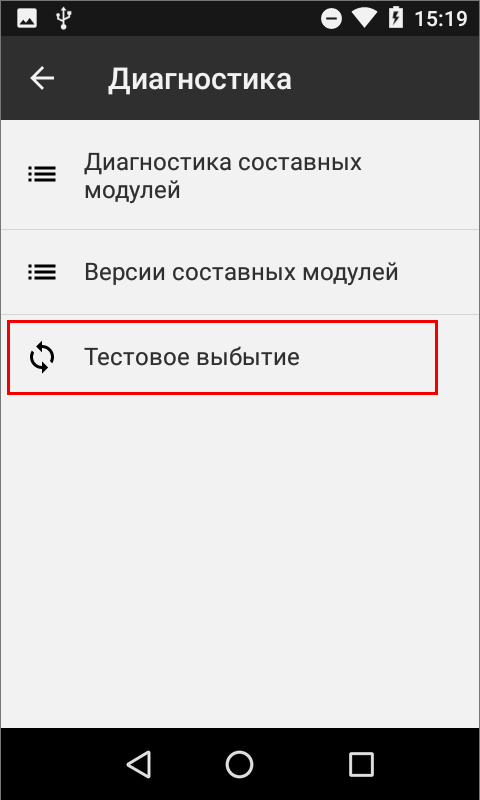 15:19
Диагностика
Диагностика составных
модулей
Версии составных модулей
Тестовое выбытие